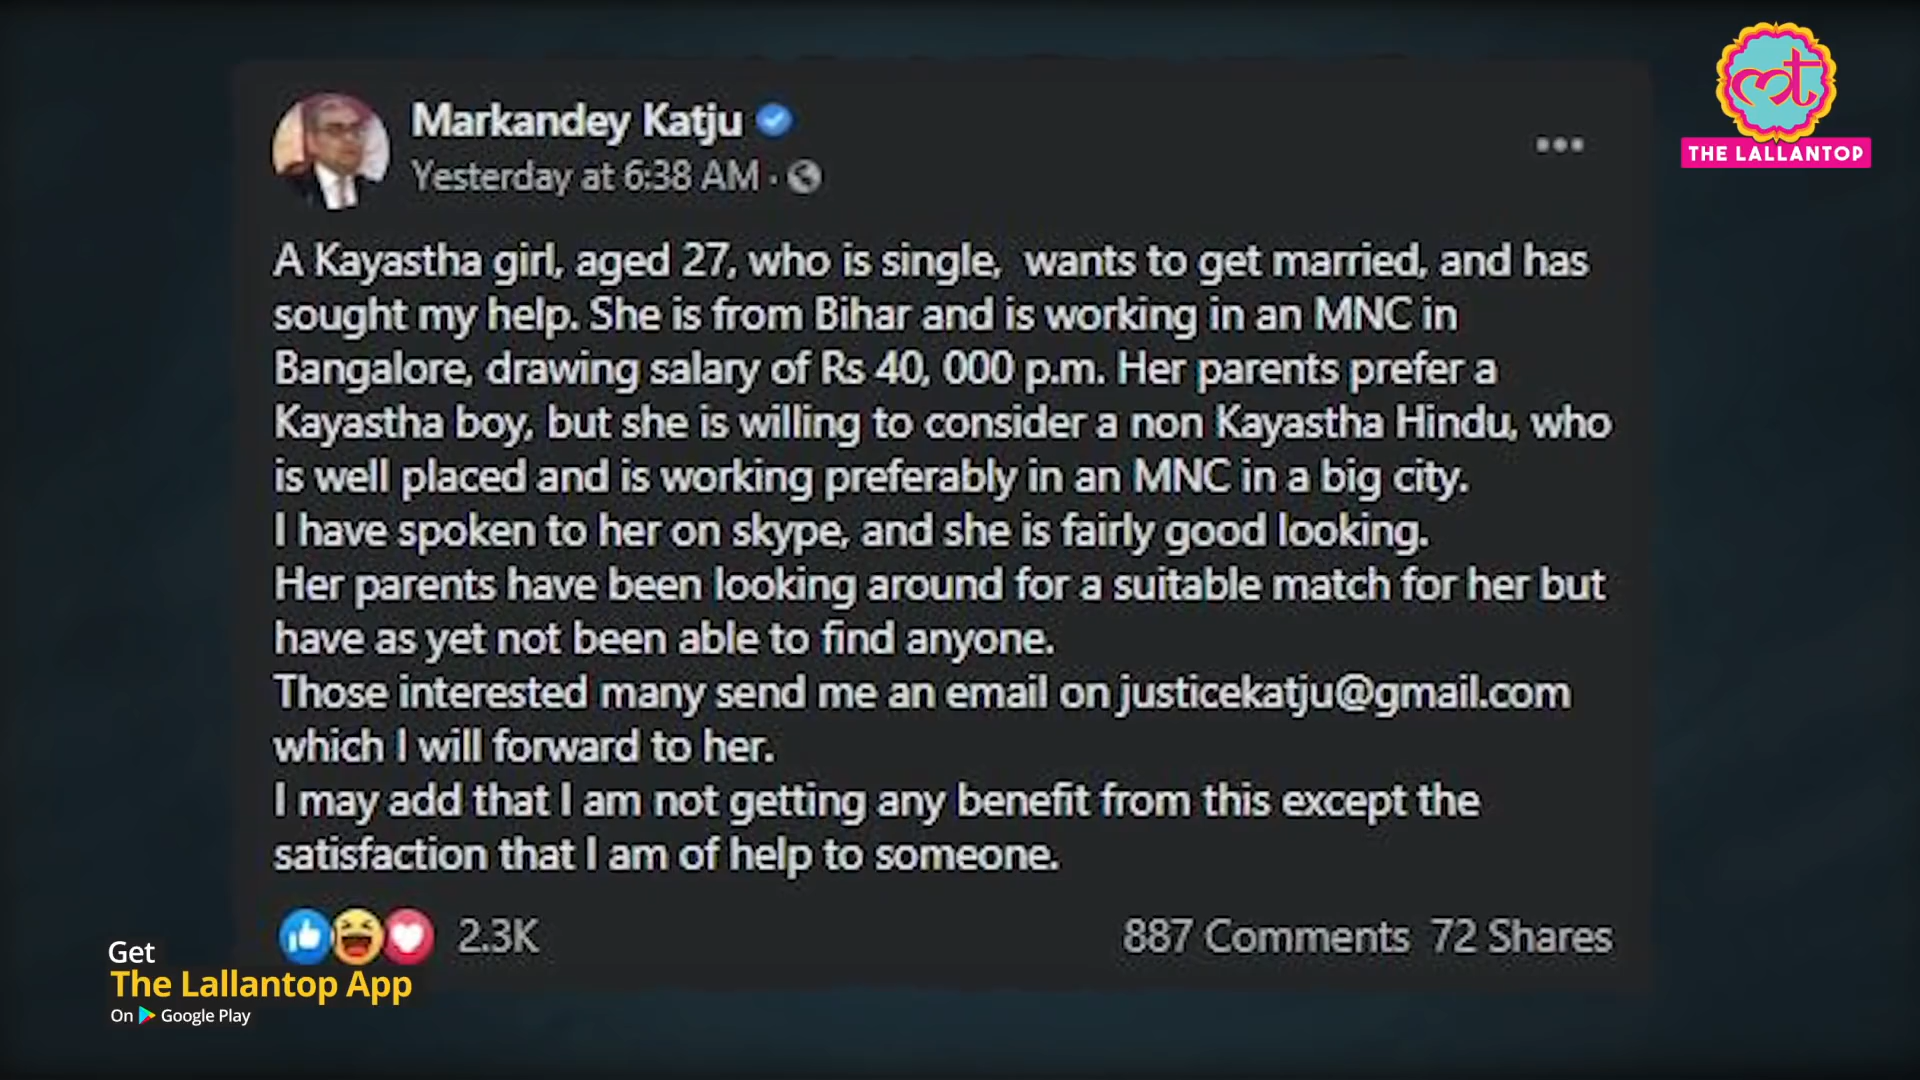 Markandey Katju
Yesterday at 6:38 AM ·
THE LALLANTOP
A Kayastha girl, aged 27, who is single,  wants to get married, and has
sought my help. She is from Bihar and is working in an MNC in
Bangalore, drawing salary of Rs 40, 000 p.m. Her parents prefer a
Kayastha boy, but she is willing to consider a non Kayastha Hindu, who
is well placed and is working preferably in an MNC in a big city.
I have spoken to her on skype, and she is fairly good looking.
Her parents have been looking around for a suitable match for her but
have as yet not been able to find anyone.
Those interested many send me an email on justicekatju@gmail.com
which I will forward to her.
I may add that I am not getting any benefit from this except the
satisfaction that I am of help to someone.
2.3K
887 Comments 72 Shares
Get
The Lallantop App
On Google Play